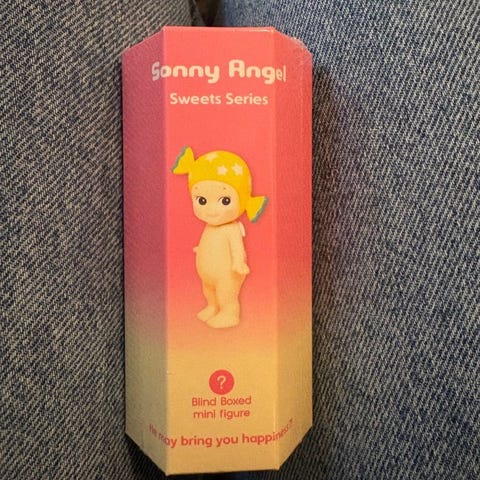 Sonny Angel
Sweets Series
?
Blind Boxed
mini figure
He may bring you happiness